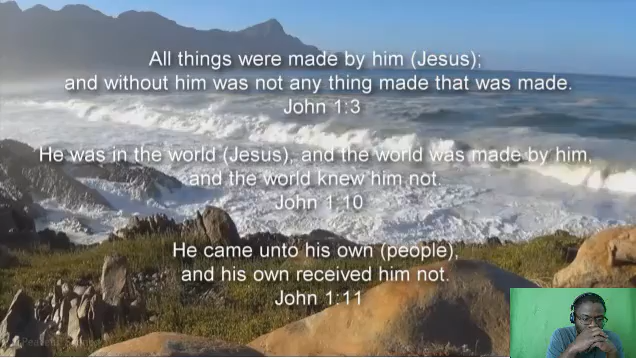 All things were made by him (Jesus);
and without him was not any thing made that was made.
John 1:3
He was in the world (Jesus), and the world was made by him,
and the world knew him not.
John 1:10
He came unto his own (people),
and his own received him not.
John 1:11